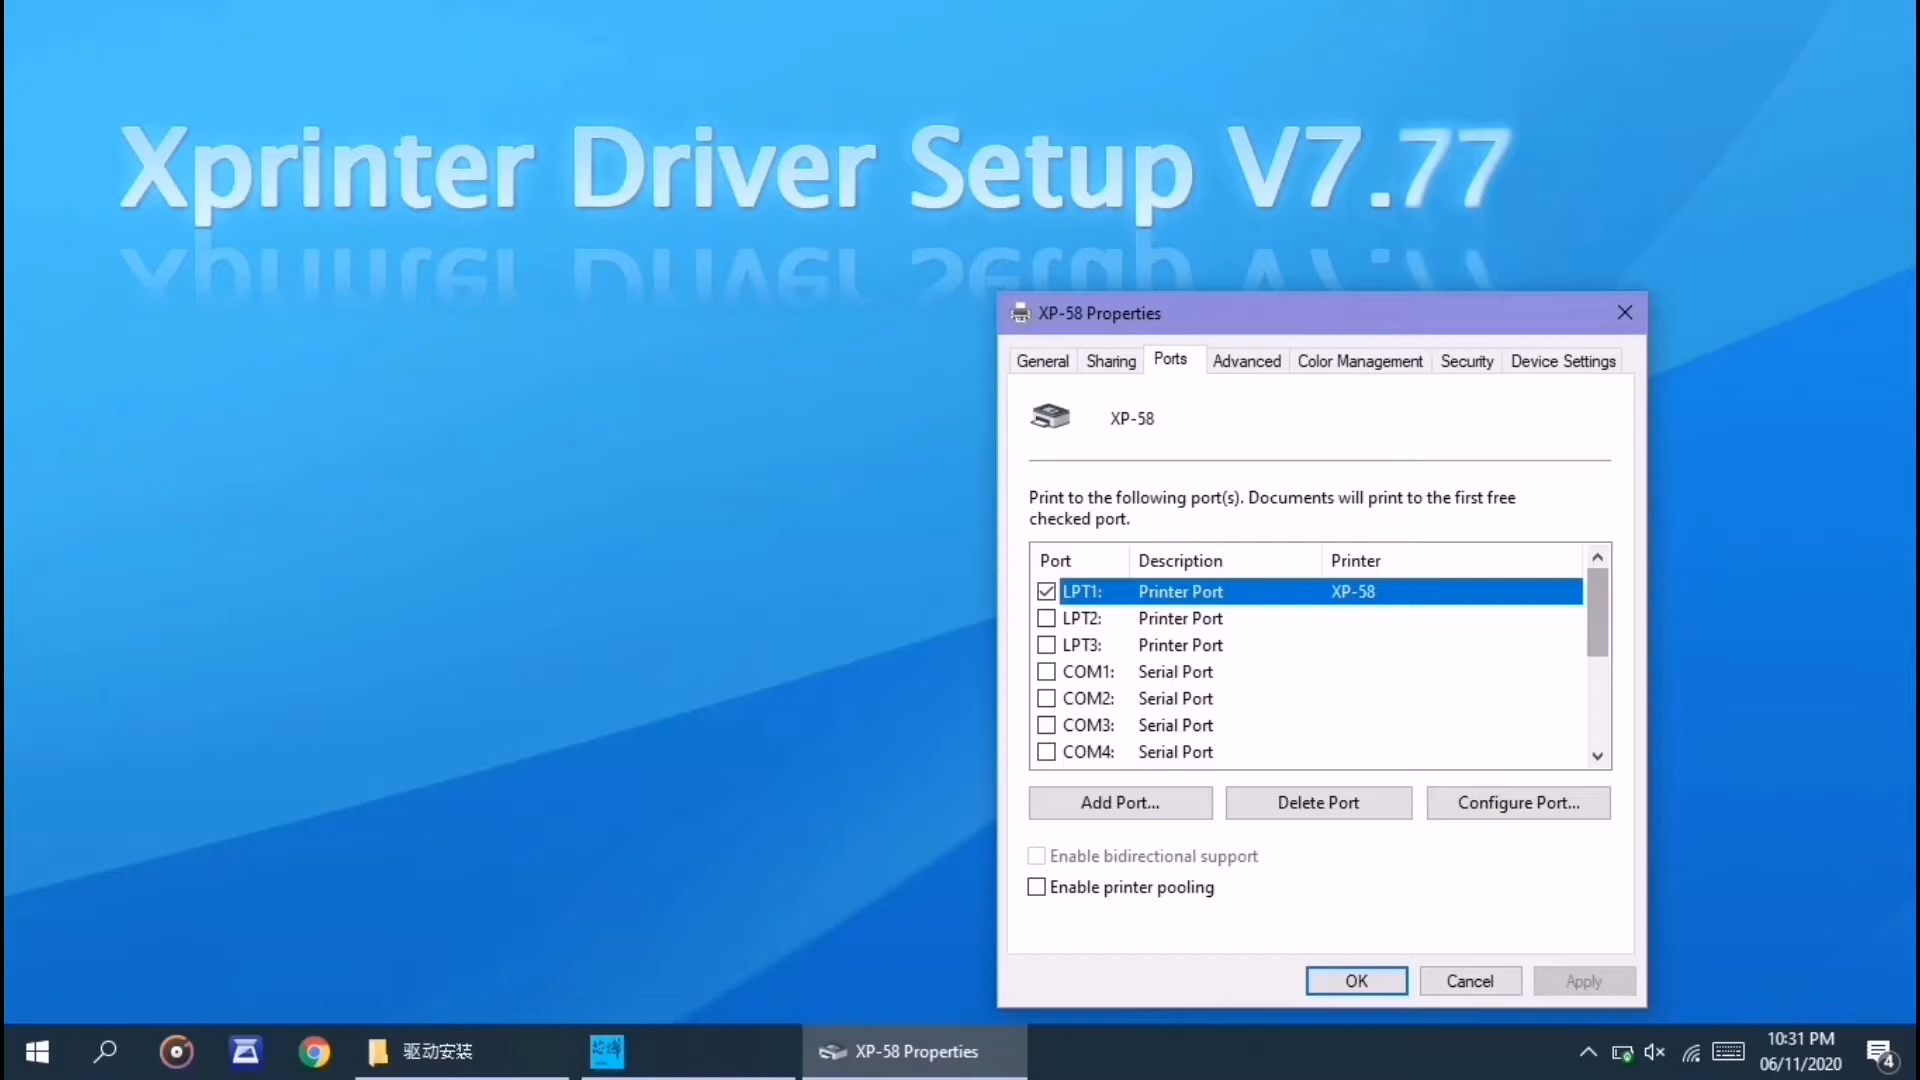 Xprinter Driver Setup V7.77
XP-58 Properties
General Sharing Ports Advanced Color Management Security Device Settings
XP-58
Print to the following port(s). Documents will print to the first free
checked port.
Port Description Printer
LPT1: Printer Port XP-58
LPT2: Printer Port
LPT3: Printer Port
COM1: Serial Port
COM2: Serial Port
COM3: Serial Port
COM4: Serial Port
Add Port... Delete Port Configure Port...
Enable bidirectional support
Enable printer pooling
OK Cancel Apply
驱动安装
XP-58 Properties
10:31 PM
06/11/2020
4